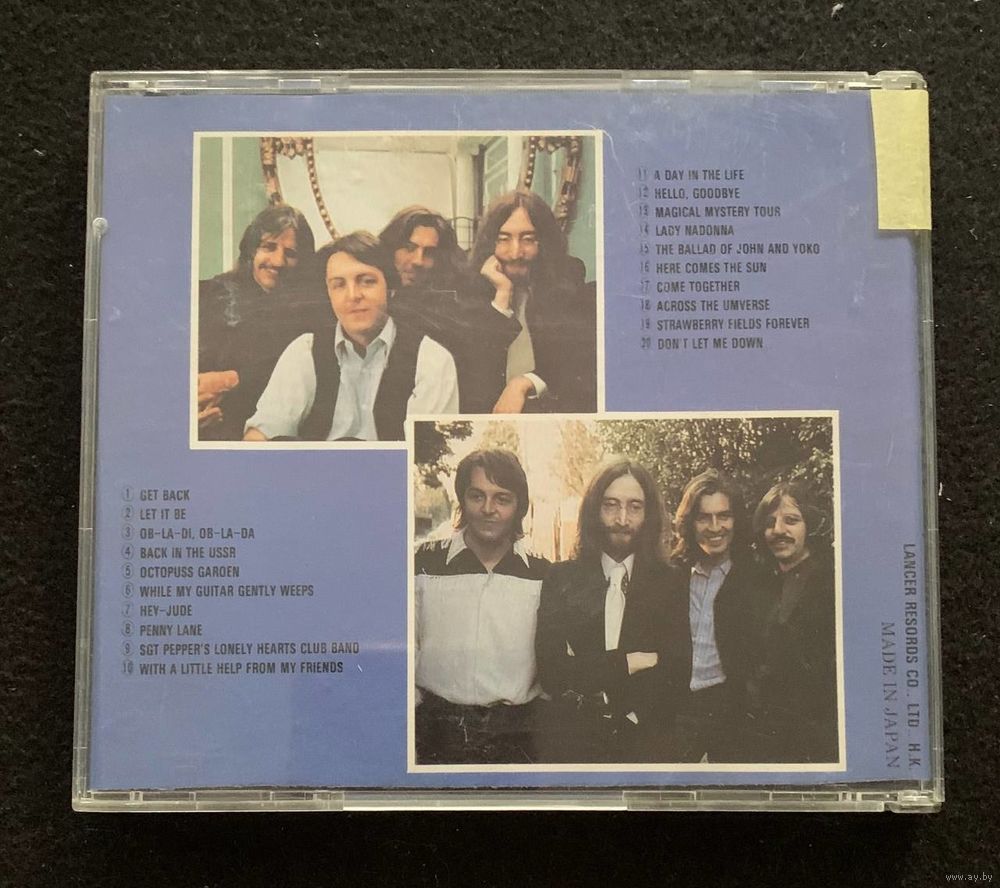 11 A DAY IN THE LIFE
12 HELLO, GOODBYE
13 MAGICAL MYSTERY TOUR
14 LADY NADONNA
15 THE BALLAD OF JOHN AND YOKO
16 HERE COMES THE SUN
17 COME TOGETHER
18 ACROSS THE UMVERSE
19 STRAWBERRY FIELDS FOREVER
20 DON'T LET ME DOWN
① GET BACK
② LET IT BE
③ OB-LA-DI, OB-LA-DA
④ BACK IN THE USSR
⑤ OCTOPUSS GAROEN
⑥ WHILE MY GUITAR GENTLY WEEPS
⑦ HEY-JUDE
⑧ PENNY LANE
⑨ SGT PEPPER'S LONELY HEARTS CLUB BAND
⑩ WITH A LITTLE HELP FROM MY FRIENDS
LANCER RESORDS CO., LTD. H.K
MADE IN JAPAN
www.ay.by